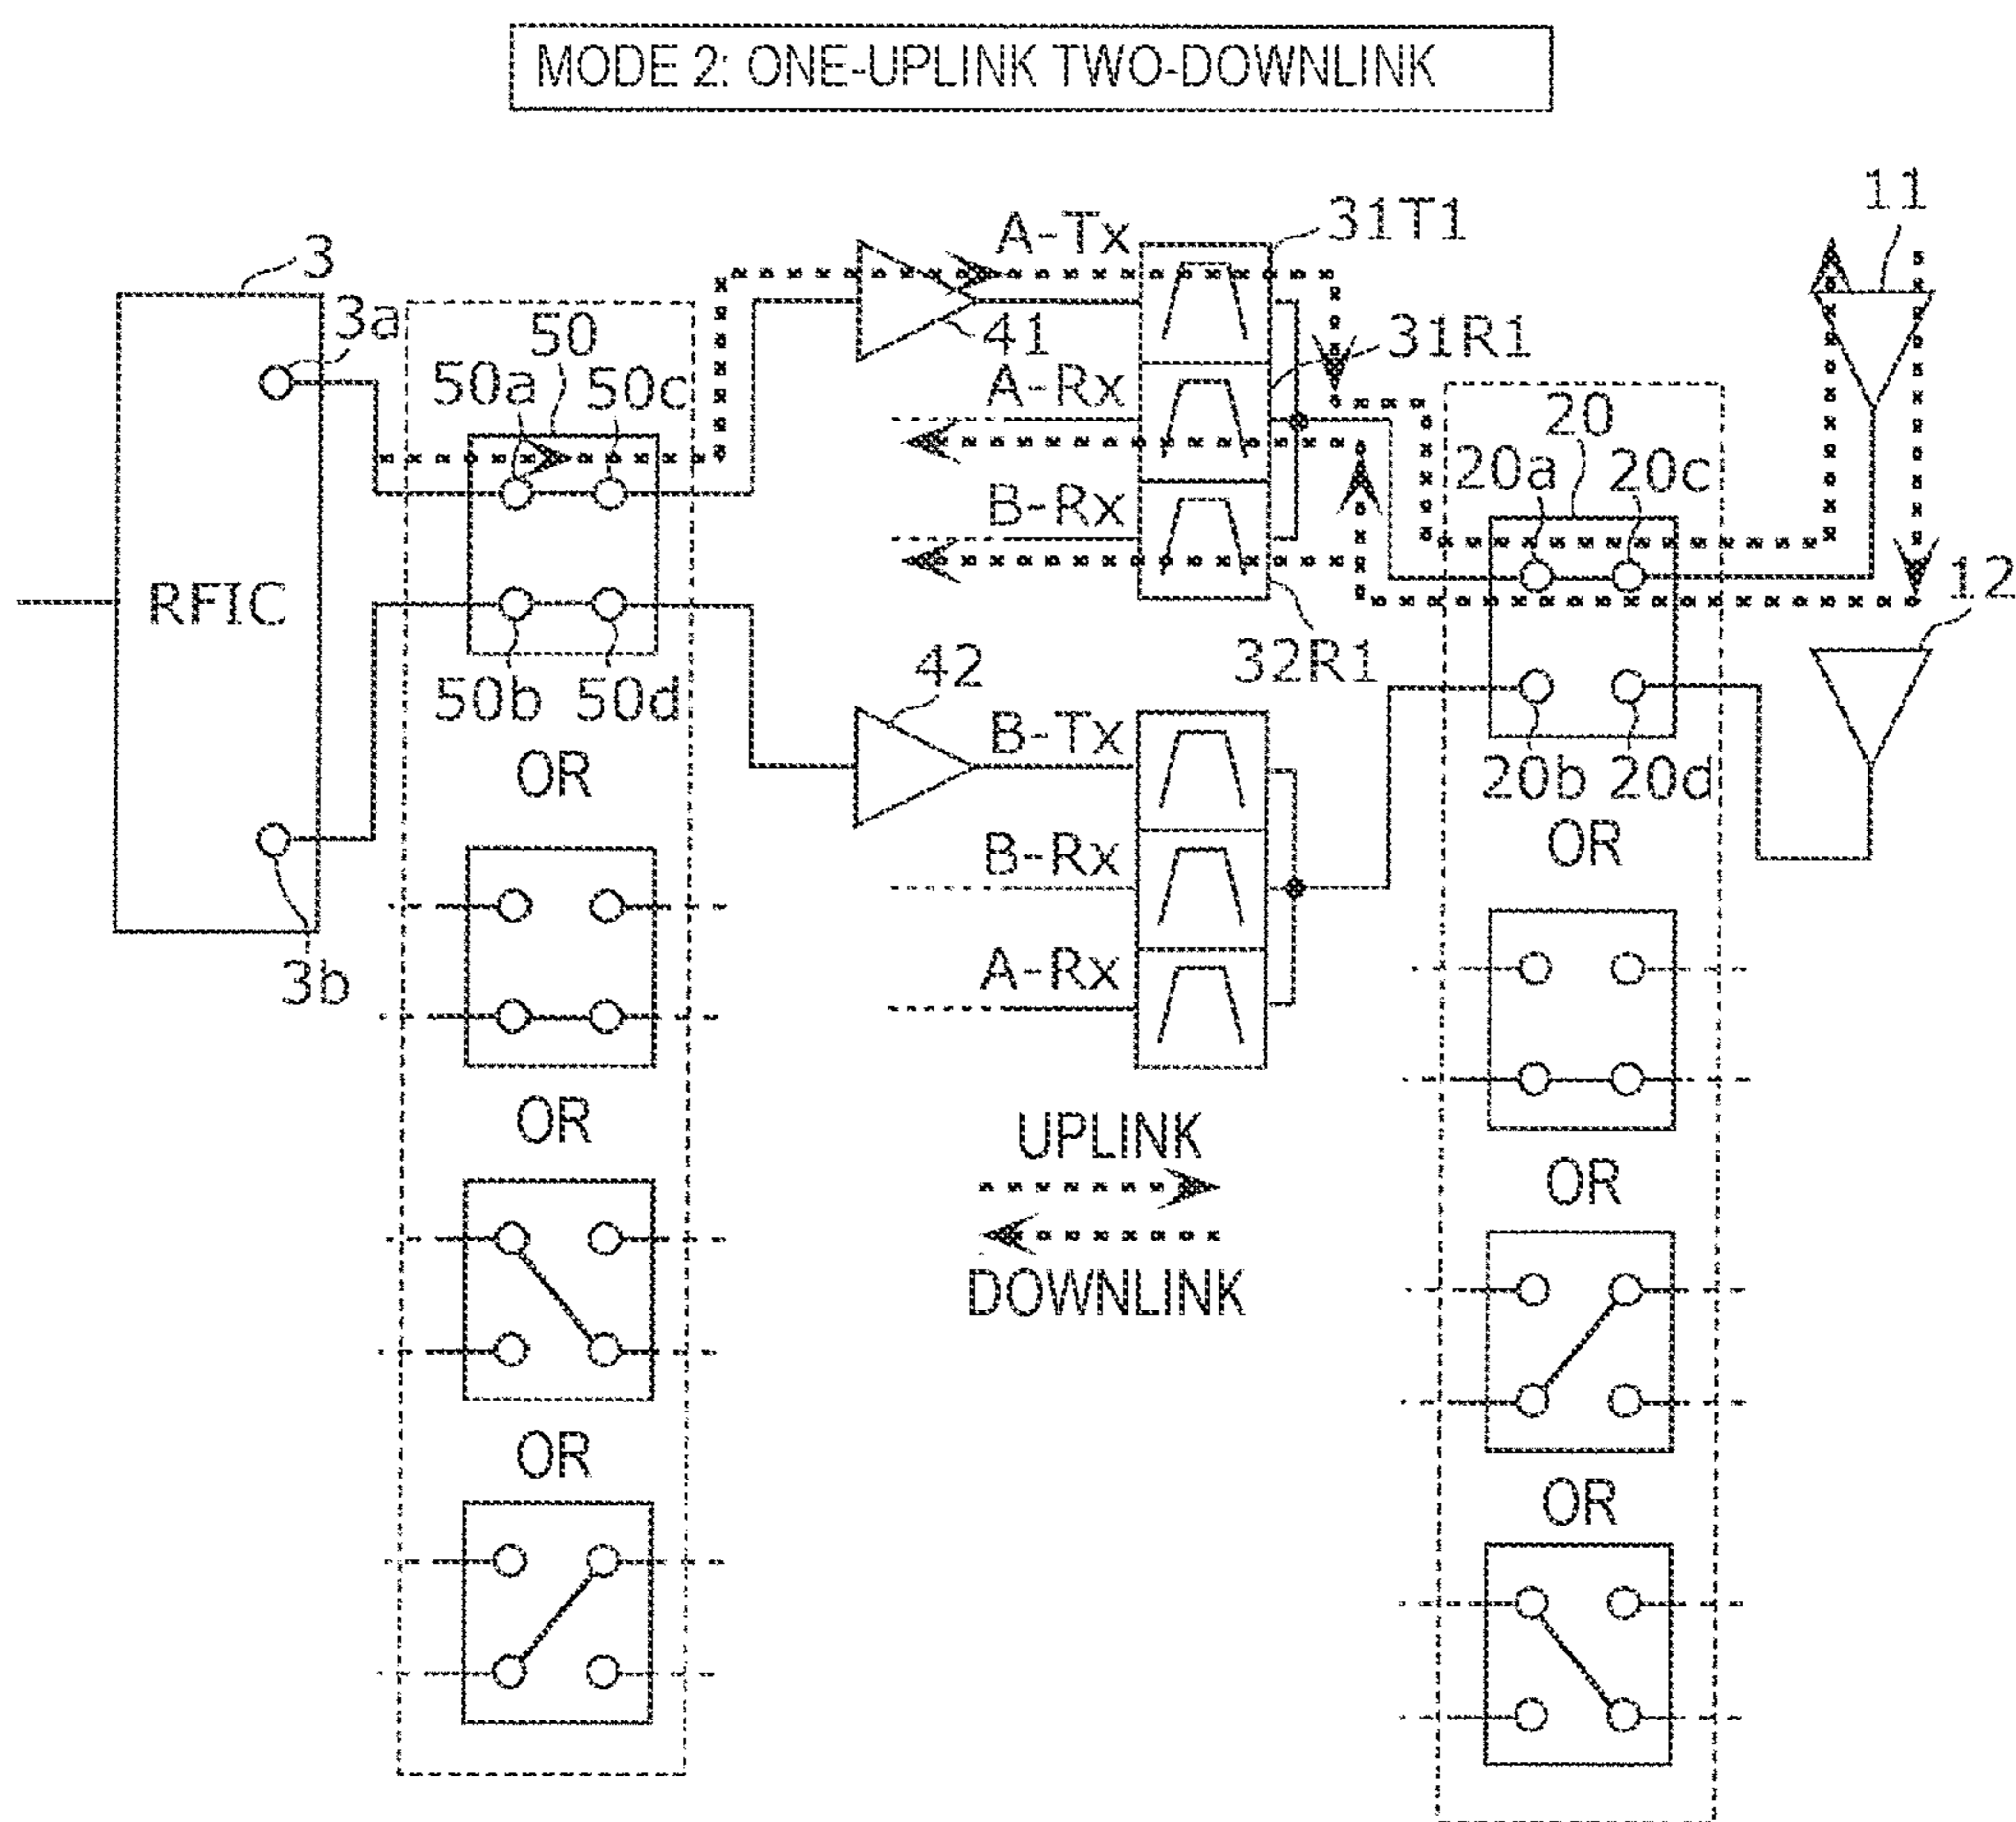 MODE 2: ONE-UPLINK TWO-DOWNLINK
11
A-Tx
31T1
3
3a
50
41
31R1
50a
50c
A-Rx
20
20a
20c
B-Rx
12
RFIC
32R1
50b
50d
42
B-Tx
20b
20d
OR
OR
B-Rx
3b
A-Rx
OR
UPLINK
OR
DOWNLINK
OR
OR